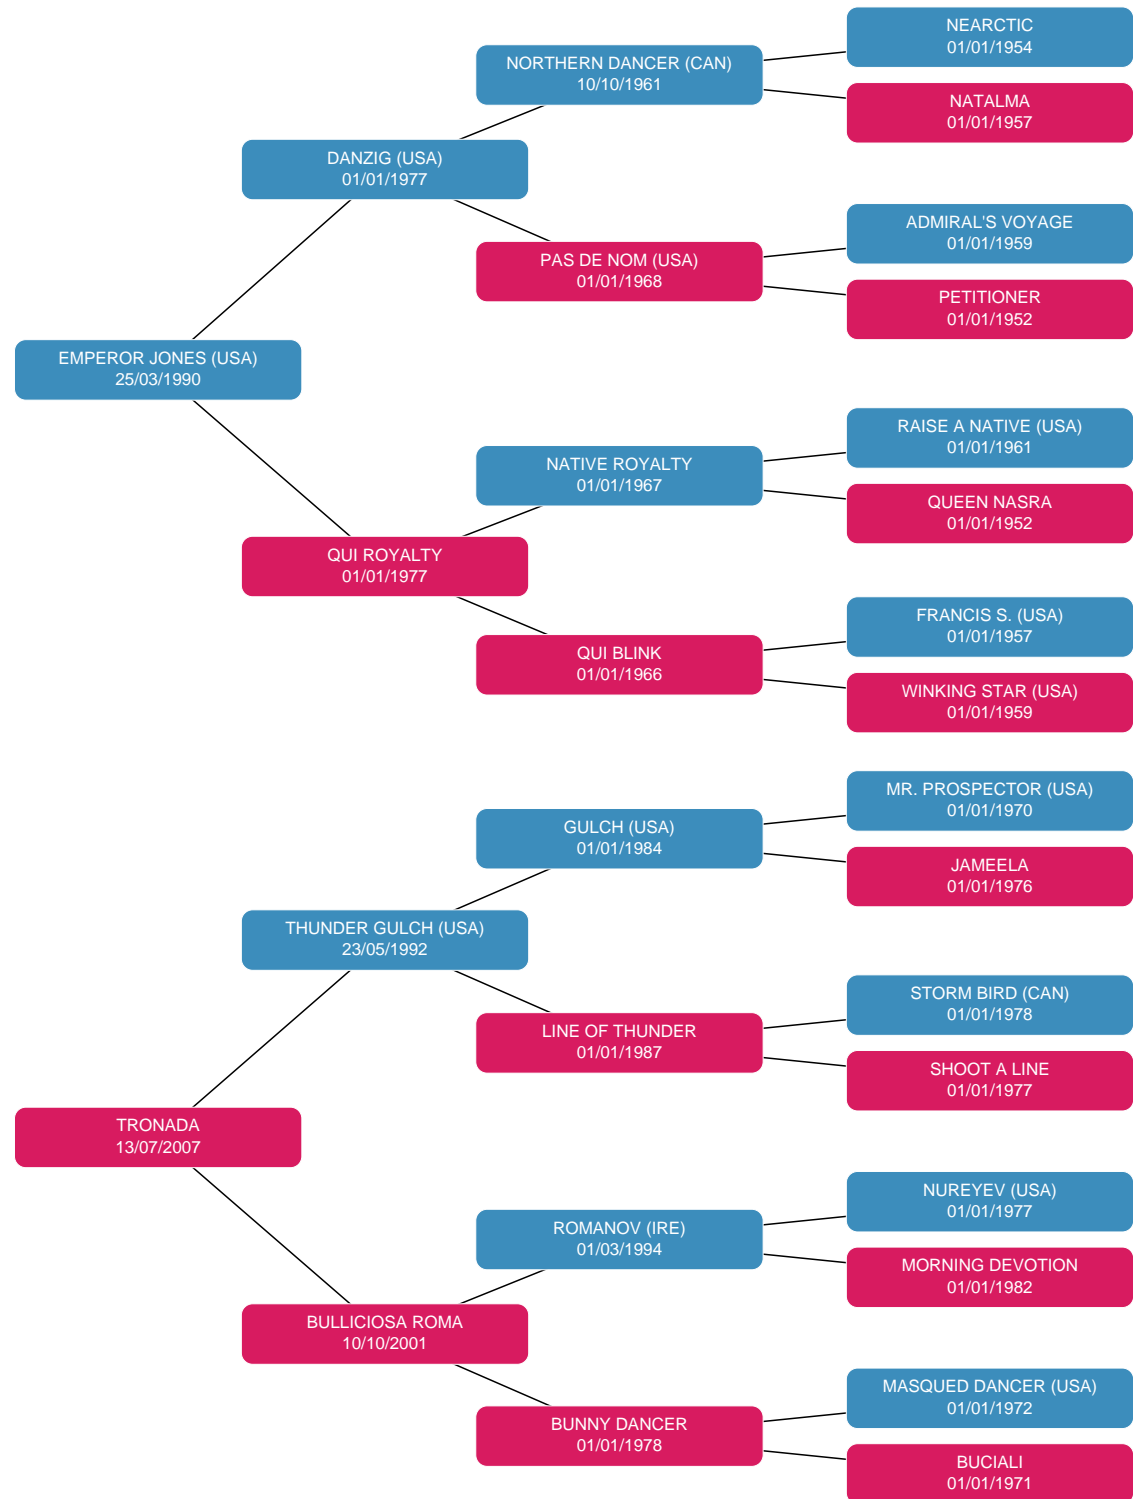 NEARCTIC
01/01/1954
NORTHERN DANCER (CAN)
10/10/1961
NATALMA
01/01/1957
DANZIG (USA)
01/01/1977
ADMIRAL'S VOYAGE
01/01/1959
PAS DE NOM (USA)
01/01/1968
PETITIONER
01/01/1952
EMPEROR JONES (USA)
25/03/1990
RAISE A NATIVE (USA)
01/01/1961
NATIVE ROYALTY
01/01/1967
QUEEN NASRA
01/01/1952
QUI ROYALTY
01/01/1977
FRANCIS S. (USA)
01/01/1957
QUI BLINK
01/01/1966
WINKING STAR (USA)
01/01/1959
MR. PROSPECTOR (USA)
01/01/1970
GULCH (USA)
01/01/1984
JAMEELA
01/01/1976
THUNDER GULCH (USA)
23/05/1992
STORM BIRD (CAN)
01/01/1978
LINE OF THUNDER
01/01/1987
SHOOT A LINE
01/01/1977
TRONADA
13/07/2007
NUREYEV (USA)
01/01/1977
ROMANOV (IRE)
01/03/1994
MORNING DEVOTION
01/01/1982
BULLICIOSA ROMA
10/10/2001
MASQUED DANCER (USA)
01/01/1972
BUNNY DANCER
01/01/1978
BUCIALI
01/01/1971